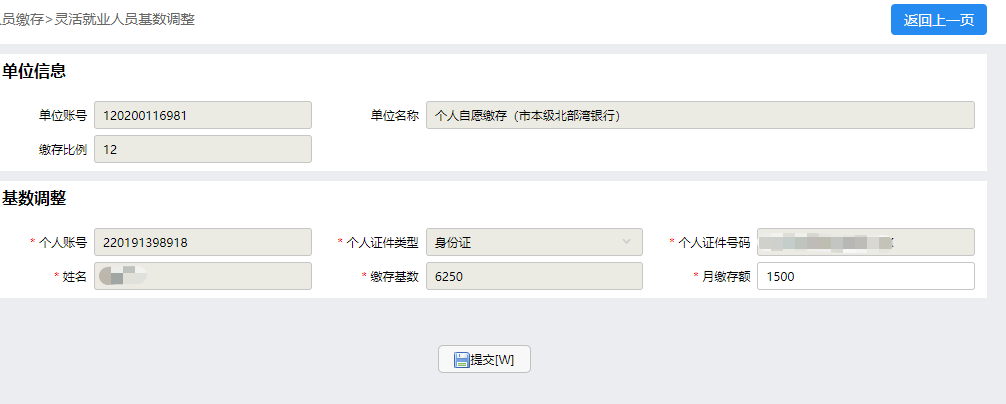 员缴存>灵活就业人员基数调整
返回上一页
单位信息
单位账号 120200116981 单位名称 个人自愿缴存（市本级北部湾银行）
缴存比例 12
基数调整
* 个人账号 220191398918 * 个人证件类型 身份证 * 个人证件号码
* 姓名 * 缴存基数 6250 * 月缴存额 1500
提交[W]